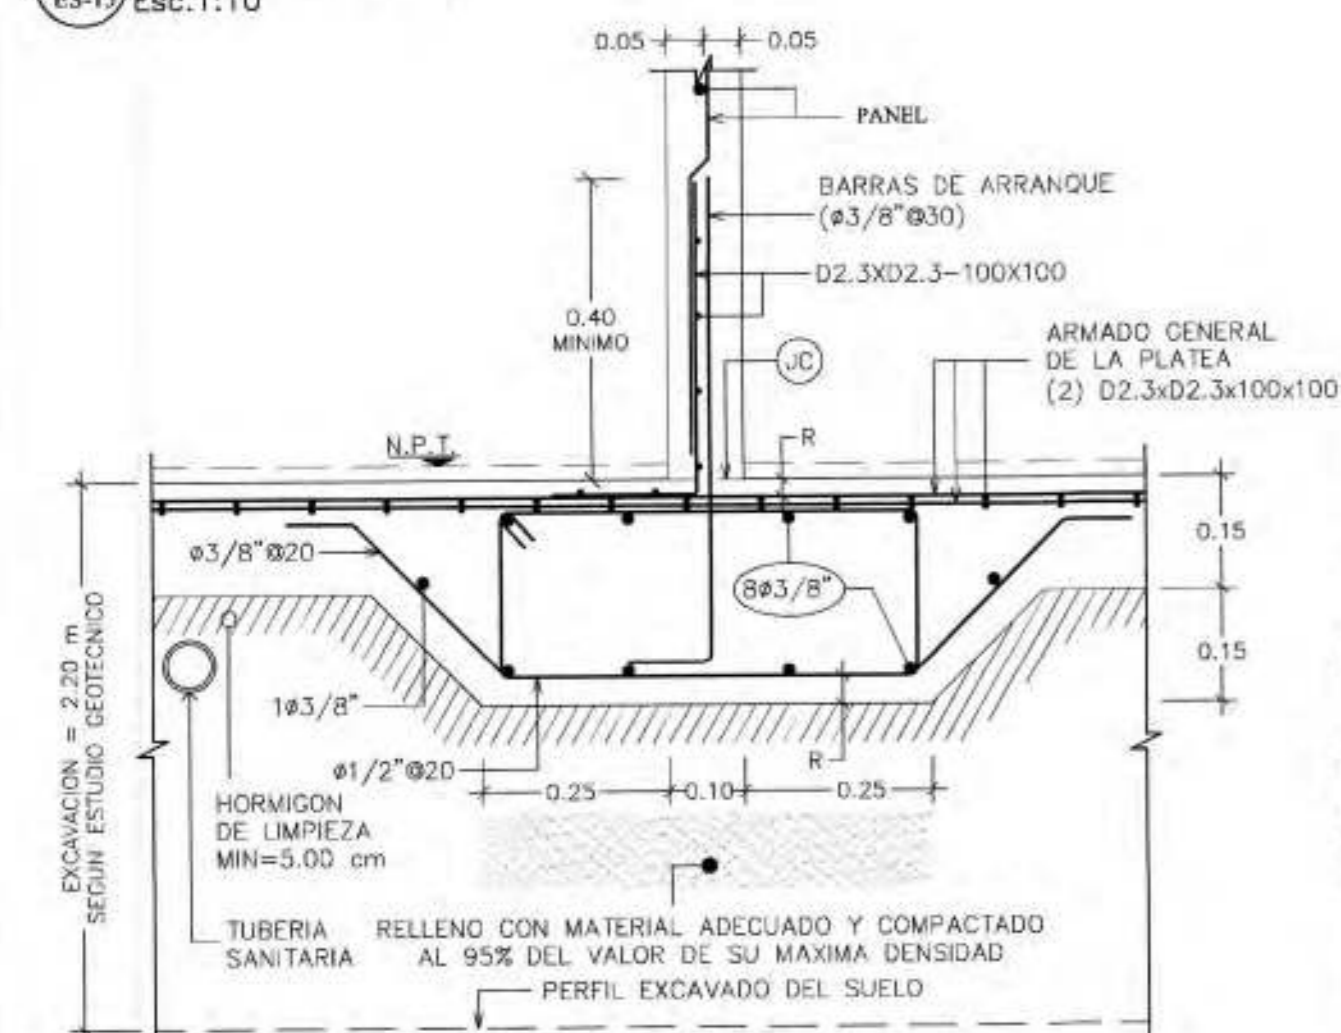 ES-15 Esc.1:10
0.05
0.05
PANEL
BARRAS DE ARRANQUE
(ø3/8"@30)
D2.3XD2.3-100X100
0.40
MINIMO
JC
ARMADO GENERAL
DE LA PLATEA
(2) D2.3xD2.3x100x100
R
N.P.T.
ø3/8"@20
8ø3/8"
0.15
0.15
1ø3/8"
ø1/2"@20
R
0.25
0.10
0.25
EXCAVACION = 2.20 m
SEGUN ESTUDIO GEOTECNICO
HORMIGON
DE LIMPIEZA
MIN=5.00 cm
TUBERIA
SANITARIA
RELLENO CON MATERIAL ADECUADO Y COMPACTADO
AL 95% DEL VALOR DE SU MAXIMA DENSIDAD
PERFIL EXCAVADO DEL SUELO